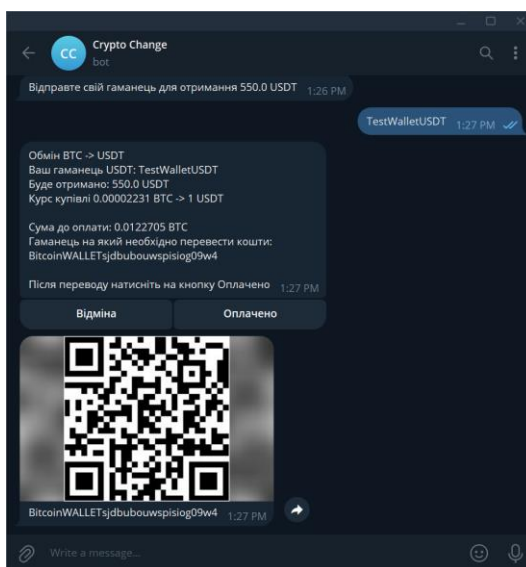 Crypto Change
CC
bot
Відправте свій гаманець для отримання 550.0 USDT 1:26 PM
TestWalletUSDT 1:27 PM
Обмін BTC -> USDT
Ваш гаманець USDT: TestWalletUSDT
Буде отримано: 550.0 USDT
Курс купівлі 0.00002231 BTC -> 1 USDT
Сума до оплати: 0.0122705 BTC
Гаманець на який необхідно перевести кошти:
BitcoinWALLETsjdbubouwspisiog09w4
Після переводу натисніть на кнопку Оплачено 1:27 PM
Відміна Оплачено
BitcoinWALLETsjdbubouwspisiog09w4 1:27 PM
Write a message...